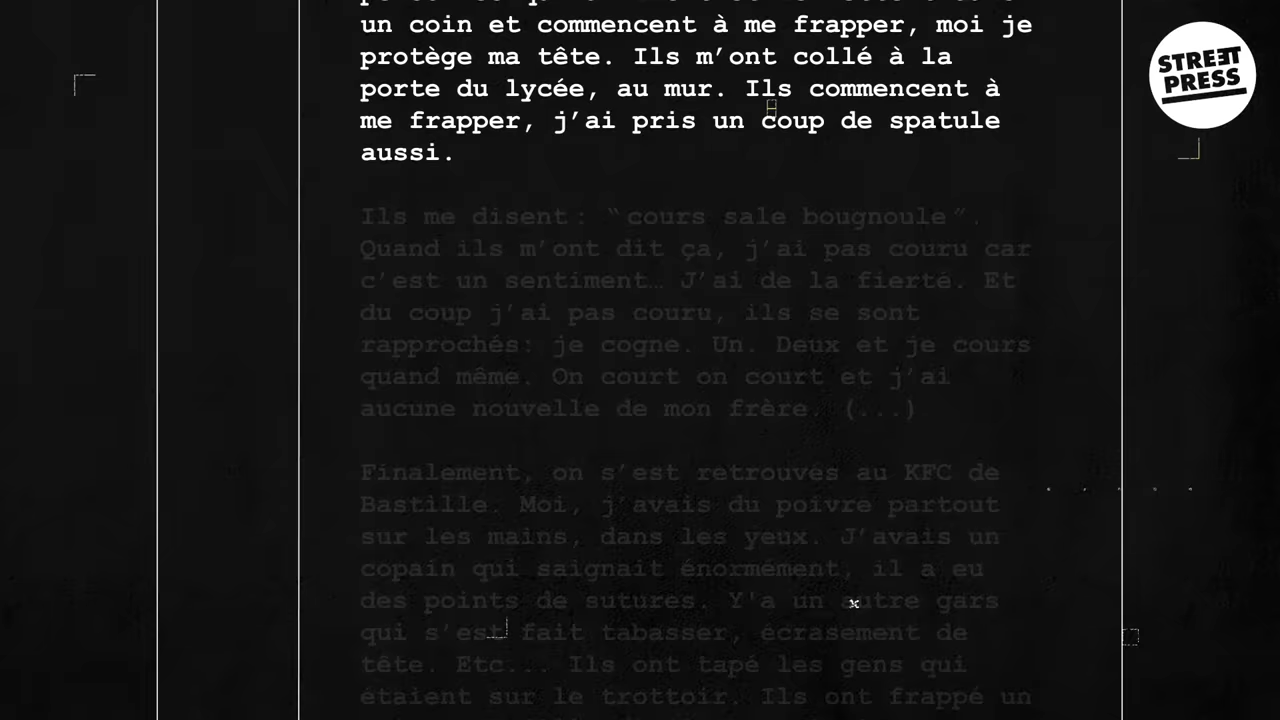 un coin et commencent à me frapper, moi je
protège ma tête. Ils m’ont collé à la
porte du lycée, au mur. Ils commencent à
me frapper, j’ai pris un coup de spatule
aussi.
Ils me disent: “cours sale bougnoule”.
Quand ils m’ont dit ça, j’ai pas couru car
c’est un sentiment… J’ai de la fierté. Et
du coup j’ai pas couru, ils se sont
rapprochés: je cogne. Un. Deux et je cours
quand même. On court on court et j’ai
aucune nouvelle de mon frère. (...)
Finalement, on s’est retrouvés au KFC de
Bastille. Moi, j’avais du poivre partout
sur les mains, dans les yeux. J’avais un
copain qui saignait énormément, il a eu
des points de sutures. Y'a un autre gars
qui s’est fait tabasser, écrasement de
tête. Etc... Ils ont tapé les gens qui
étaient sur le trottoir. Ils ont frappé un
STREET
PRESS